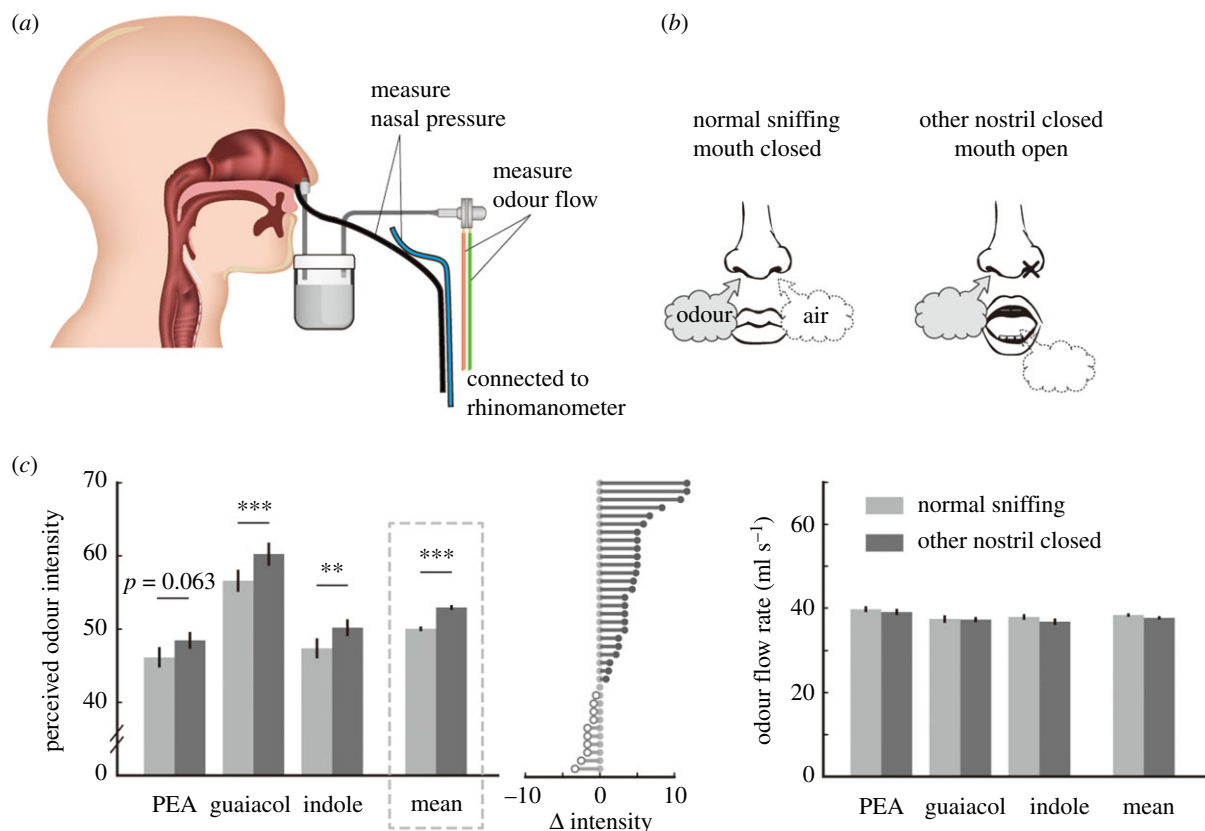 (a)
measure
nasal pressure
measure
odour flow
connected to
rhinomanometer
(b)
normal sniffing
mouth closed
other nostril closed
mouth open
odour
air
(c)
perceived odour intensity
70
60
50
40
0
p = 0.063
***
**
***
PEA guaiacol indole mean
−10 0 10
Δ intensity
odour flow rate (ml s⁻¹)
60
40
20
0
normal sniffing
other nostril closed
PEA guaiacol indole mean